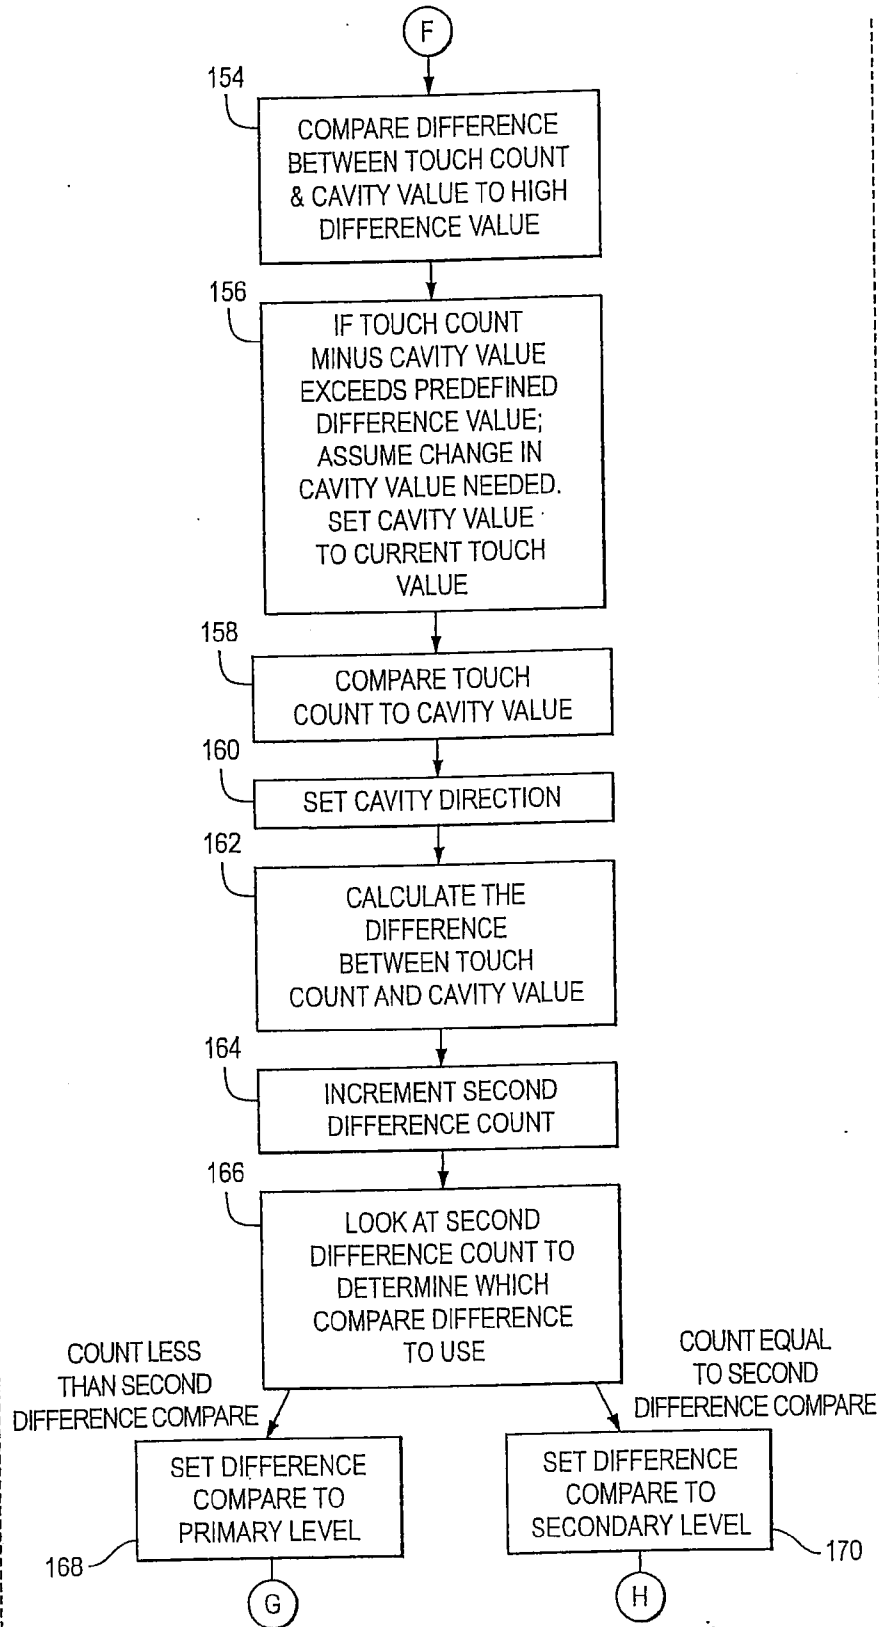 F
154
COMPARE DIFFERENCE
BETWEEN TOUCH COUNT
& CAVITY VALUE TO HIGH
DIFFERENCE VALUE
156
IF TOUCH COUNT
MINUS CAVITY VALUE
EXCEEDS PREDEFINED
DIFFERENCE VALUE;
ASSUME CHANGE IN
CAVITY VALUE NEEDED.
SET CAVITY VALUE
TO CURRENT TOUCH
VALUE
158
COMPARE TOUCH
COUNT TO CAVITY VALUE
160
SET CAVITY DIRECTION
162
CALCULATE THE
DIFFERENCE
BETWEEN TOUCH
COUNT AND CAVITY VALUE
164
INCREMENT SECOND
DIFFERENCE COUNT
166
LOOK AT SECOND
DIFFERENCE COUNT TO
DETERMINE WHICH
COMPARE DIFFERENCE
TO USE
COUNT LESS
THAN SECOND
DIFFERENCE COMPARE
COUNT EQUAL
TO SECOND
DIFFERENCE COMPARE
SET DIFFERENCE
COMPARE TO
PRIMARY LEVEL
168
SET DIFFERENCE
COMPARE TO
SECONDARY LEVEL
170
G
H